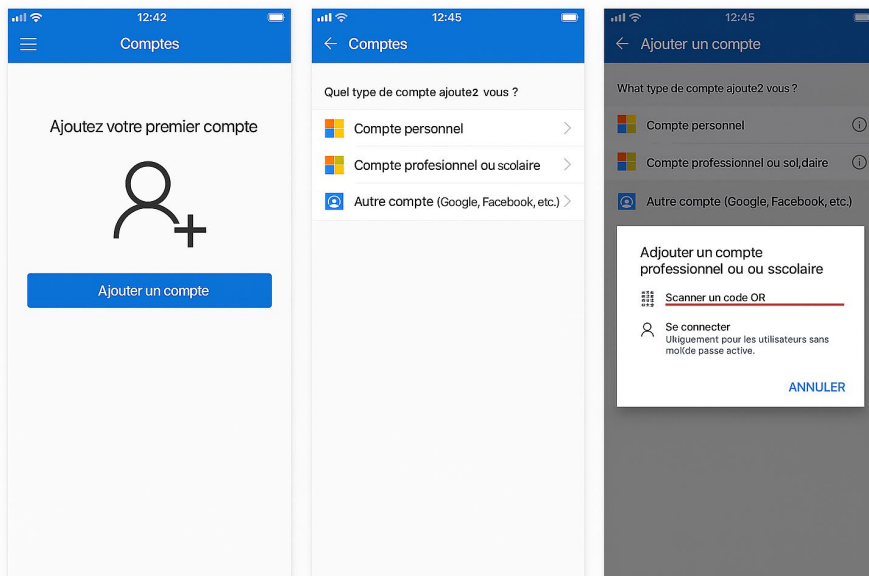 12:42
Comptes
Ajoutez votre premier compte
Ajouter un compte
12:45
Comptes
Quel type de compte ajoute2 vous ?
Compte personnel
Compte profesionnel ou scolaire
Autre compte (Google, Facebook, etc.)
12:45
Ajouter un compte
What type de compte ajoute2 vous ?
Compte personnel
Compte professionnel ou sol,daire
Autre compte (Google, Facebook, etc.)
Adjouter un compte
professionnel ou ou sscolaire
Scanner un code OR
Se connecter
Ukiguement pour les utilisateurs sans
molíde passe active.
ANNULER